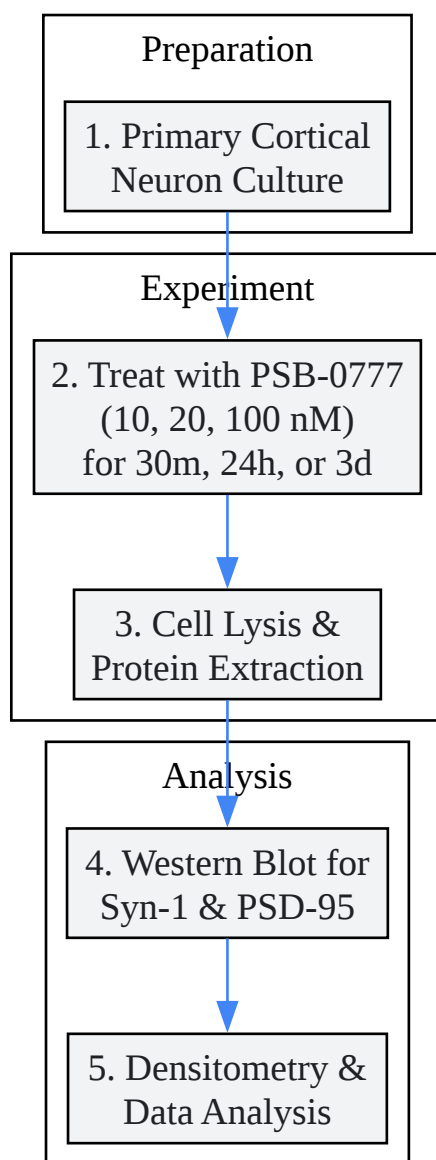 Preparation
1. Primary Cortical
Neuron Culture
Experiment
2. Treat with PSB-0777
(10, 20, 100 nM)
for 30m, 24h, or 3d
3. Cell Lysis &
Protein Extraction
Analysis
4. Western Blot for
Syn-1 & PSD-95
5. Densitometry &
Data Analysis